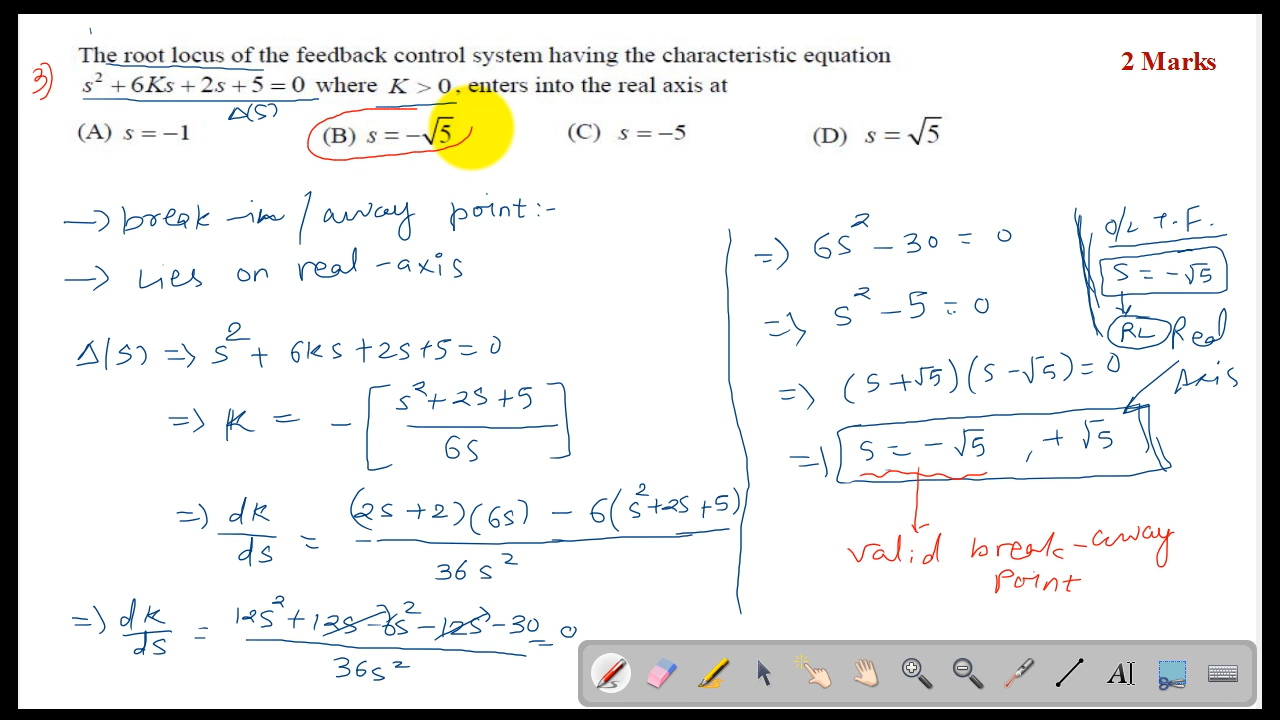 The root locus of the feedback control system having the characteristic equation
2 Marks
3) s² + 6Ks + 2s + 5 = 0 where K > 0, enters into the real axis at
Δ(S)
(A) s = −1 (B) s = −√5 (C) s = −5 (D) s = √5
→ break-in / away point:-
→ Lies on real-axis
Δ(S) => S² + 6KS + 2S + 5 = 0
=> K = - [ S² + 2S + 5 / 6S ]
=> dK/dS = (2S + 2)(6S) - 6(S² + 2S + 5) / 36S²
=> dK/dS = 12S² + 12S - 6S² - 12S - 30 / 36S² = 0
=> 6S² - 30 = 0
=> S² - 5 = 0
=> (S + √5)(S - √5) = 0
=> S = - √5 , + √5
valid break-away
point
O/L T.F.
S = - √5
RL Real
Axis
A